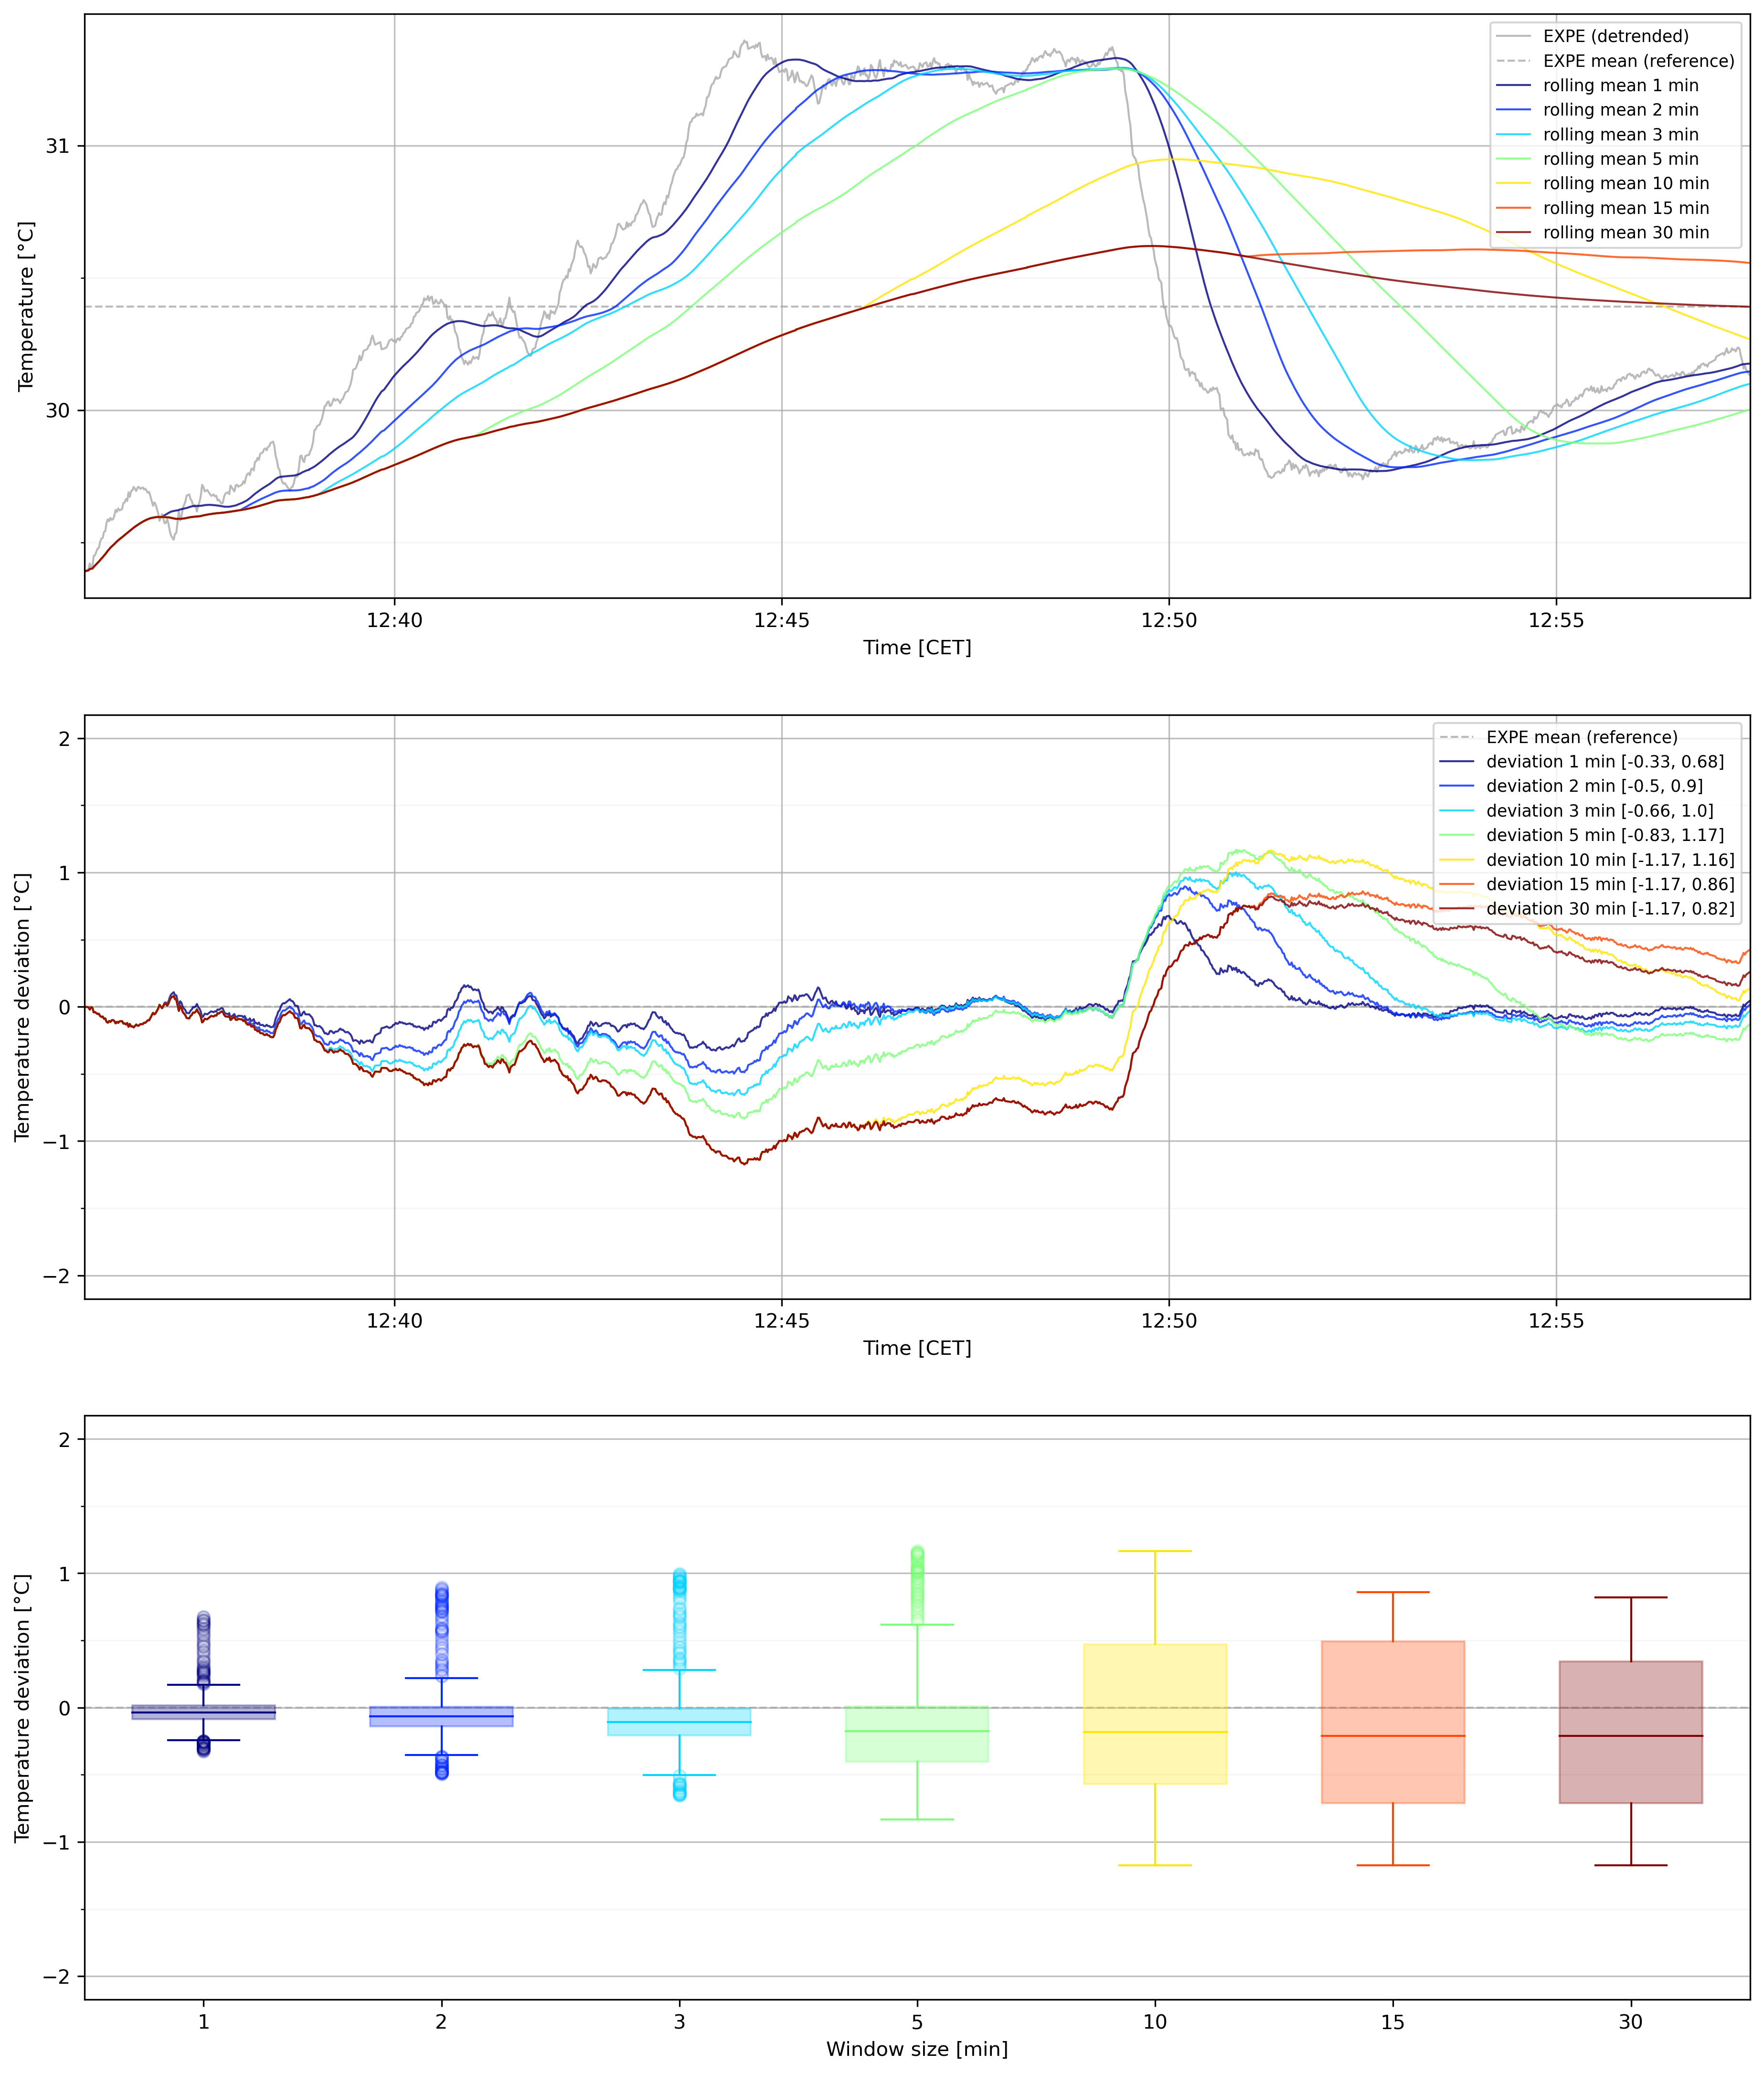 EXPE (detrended)
EXPE mean (reference)
rolling mean 1 min
rolling mean 2 min
rolling mean 3 min
rolling mean 5 min
rolling mean 10 min
rolling mean 15 min
rolling mean 30 min
31
30
Temperature [°C]
12:40 12:45 12:50 12:55
Time [CET]
EXPE mean (reference)
deviation 1 min [-0.33, 0.68]
deviation 2 min [-0.5, 0.9]
deviation 3 min [-0.66, 1.0]
deviation 5 min [-0.83, 1.17]
deviation 10 min [-1.17, 1.16]
deviation 15 min [-1.17, 0.86]
deviation 30 min [-1.17, 0.82]
2
1
0
−1
−2
Temperature deviation [°C]
12:40 12:45 12:50 12:55
Time [CET]
2
1
0
−1
−2
Temperature deviation [°C]
1 2 3 5 10 15 30
Window size [min]